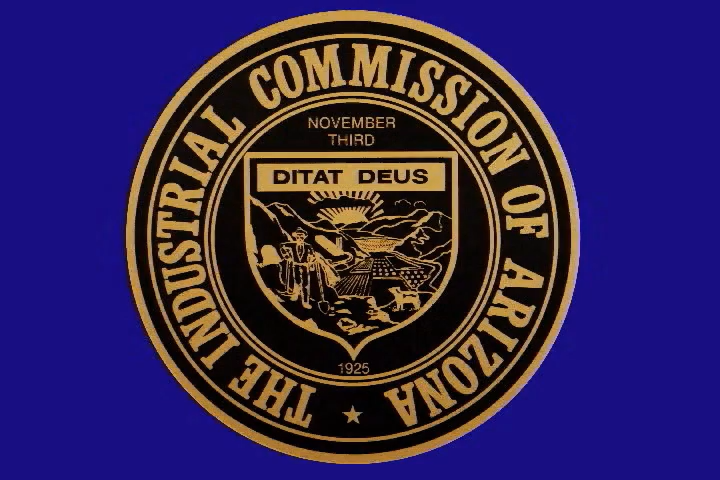 THE INDUSTRIAL COMMISSION OF ARIZONA
NOVEMBER
THIRD
DITAT DEUS
1925